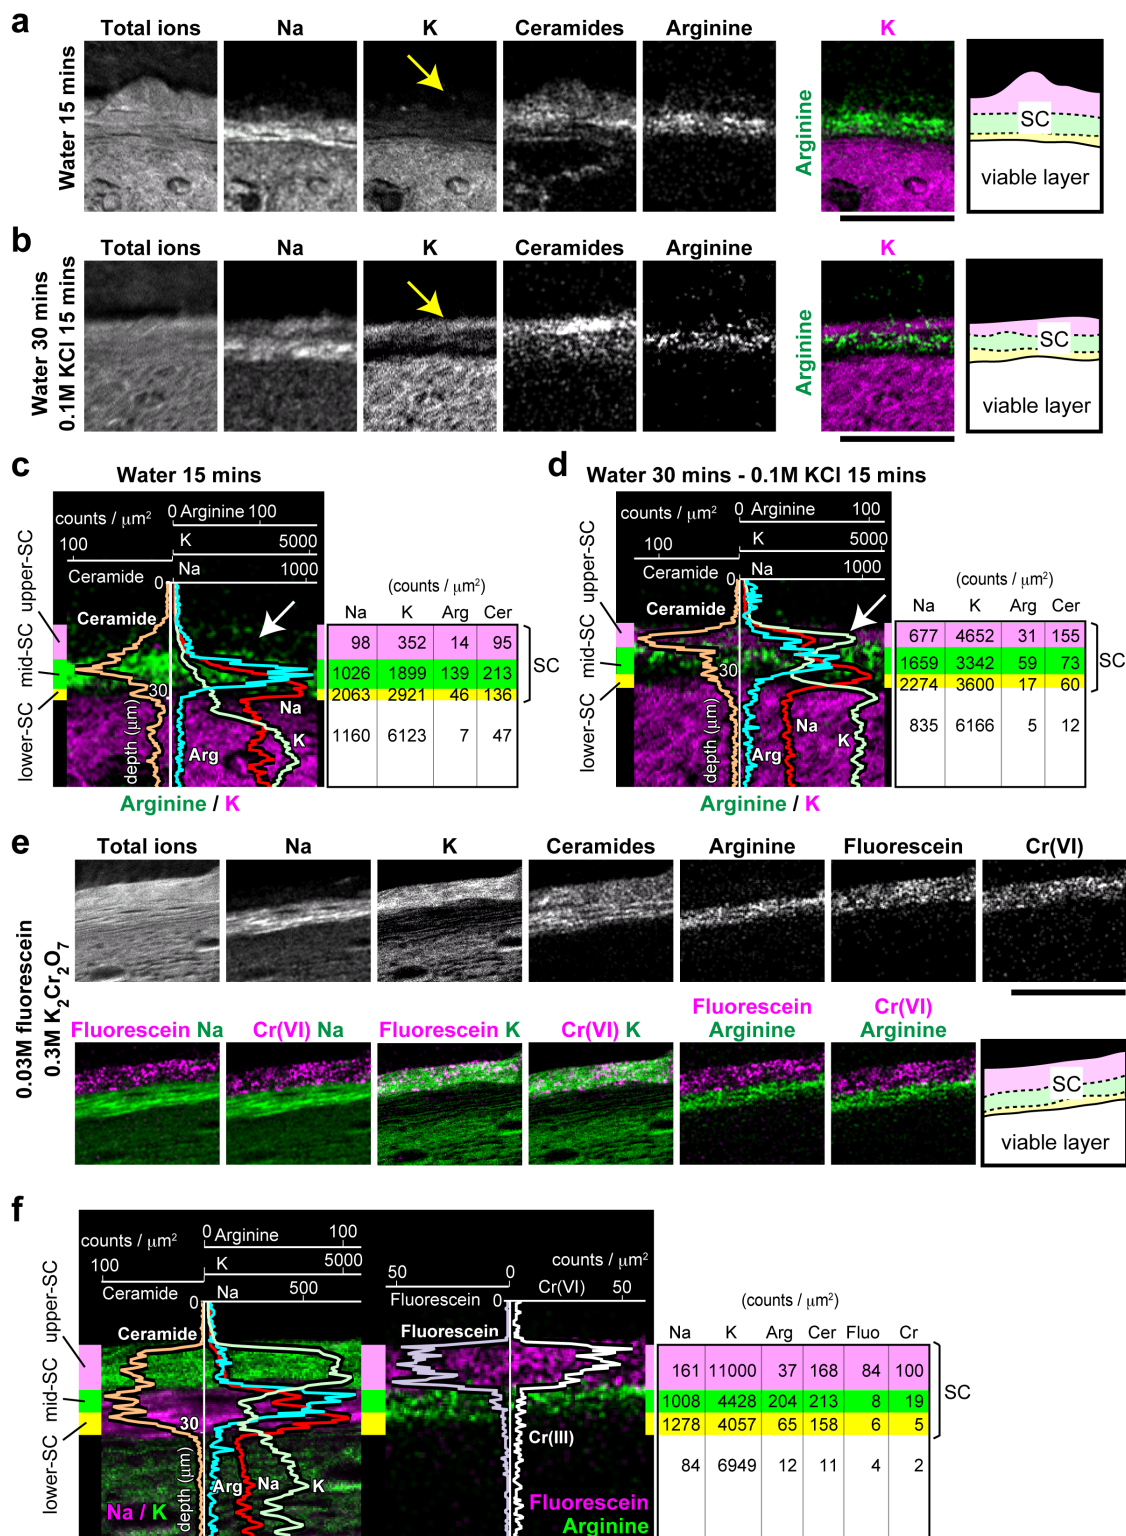 a
Total ions Na K Ceramides Arginine K
Water 15 mins
Arginine
SC
viable layer
b
Total ions Na K Ceramides Arginine K
Water 30 mins
0.1M KCl 15 mins
Arginine
SC
viable layer
c
Water 15 mins
counts / μm²
0 Arginine 100
K 5000
100
Ceramide
Na 1000
0
upper-SC
mid-SC
lower-SC
Ceramide
30
depth (μm)
Na
K
Arg
Arginine / K
(counts / μm²)
Na K Arg Cer
98 352 14 95
1026 1899 139 213
2063 2921 46 136
1160 6123 7 47
SC
d
Water 30 mins - 0.1M KCl 15 mins
counts / μm²
0 Arginine 100
K 5000
100
Ceramide
Na 1000
0
upper-SC
mid-SC
lower-SC
Ceramide
30
depth (μm)
Na
K
Arg
Arginine / K
(counts / μm²)
Na K Arg Cer
677 4652 31 155
1659 3342 59 73
2274 3600 17 60
835 6166 5 12
SC
e
Total ions Na K Ceramides Arginine Fluorescein Cr(VI)
0.03M fluorescein
0.3M K₂Cr₂O₇
Fluorescein Na
Cr(VI) Na
Fluorescein K
Cr(VI) K
Fluorescein
Arginine
Cr(VI)
Arginine
SC
viable layer
f
counts / μm²
0 Arginine 100
K 5000
100
Ceramide
Na 500
0
upper-SC
mid-SC
lower-SC
Ceramide
30
depth (μm)
Arg Na K
Na / K
counts / μm²
50 0
Fluorescein
Cr(VI) 50
0
Fluorescein
Cr(III)
Fluorescein
Arginine
(counts / μm²)
Na K Arg Cer Fluo Cr
161 11000 37 168 84 100
1008 4428 204 213 8 19
1278 4057 65 158 6 5
84 6949 12 11 4 2
SC